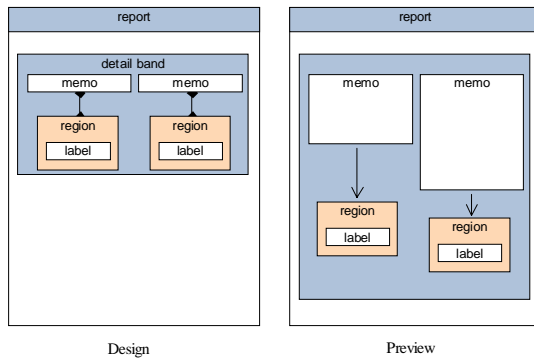 report
detail band
memo memo
region region
label label
Design
report
memo memo
region
region
label
label
Preview